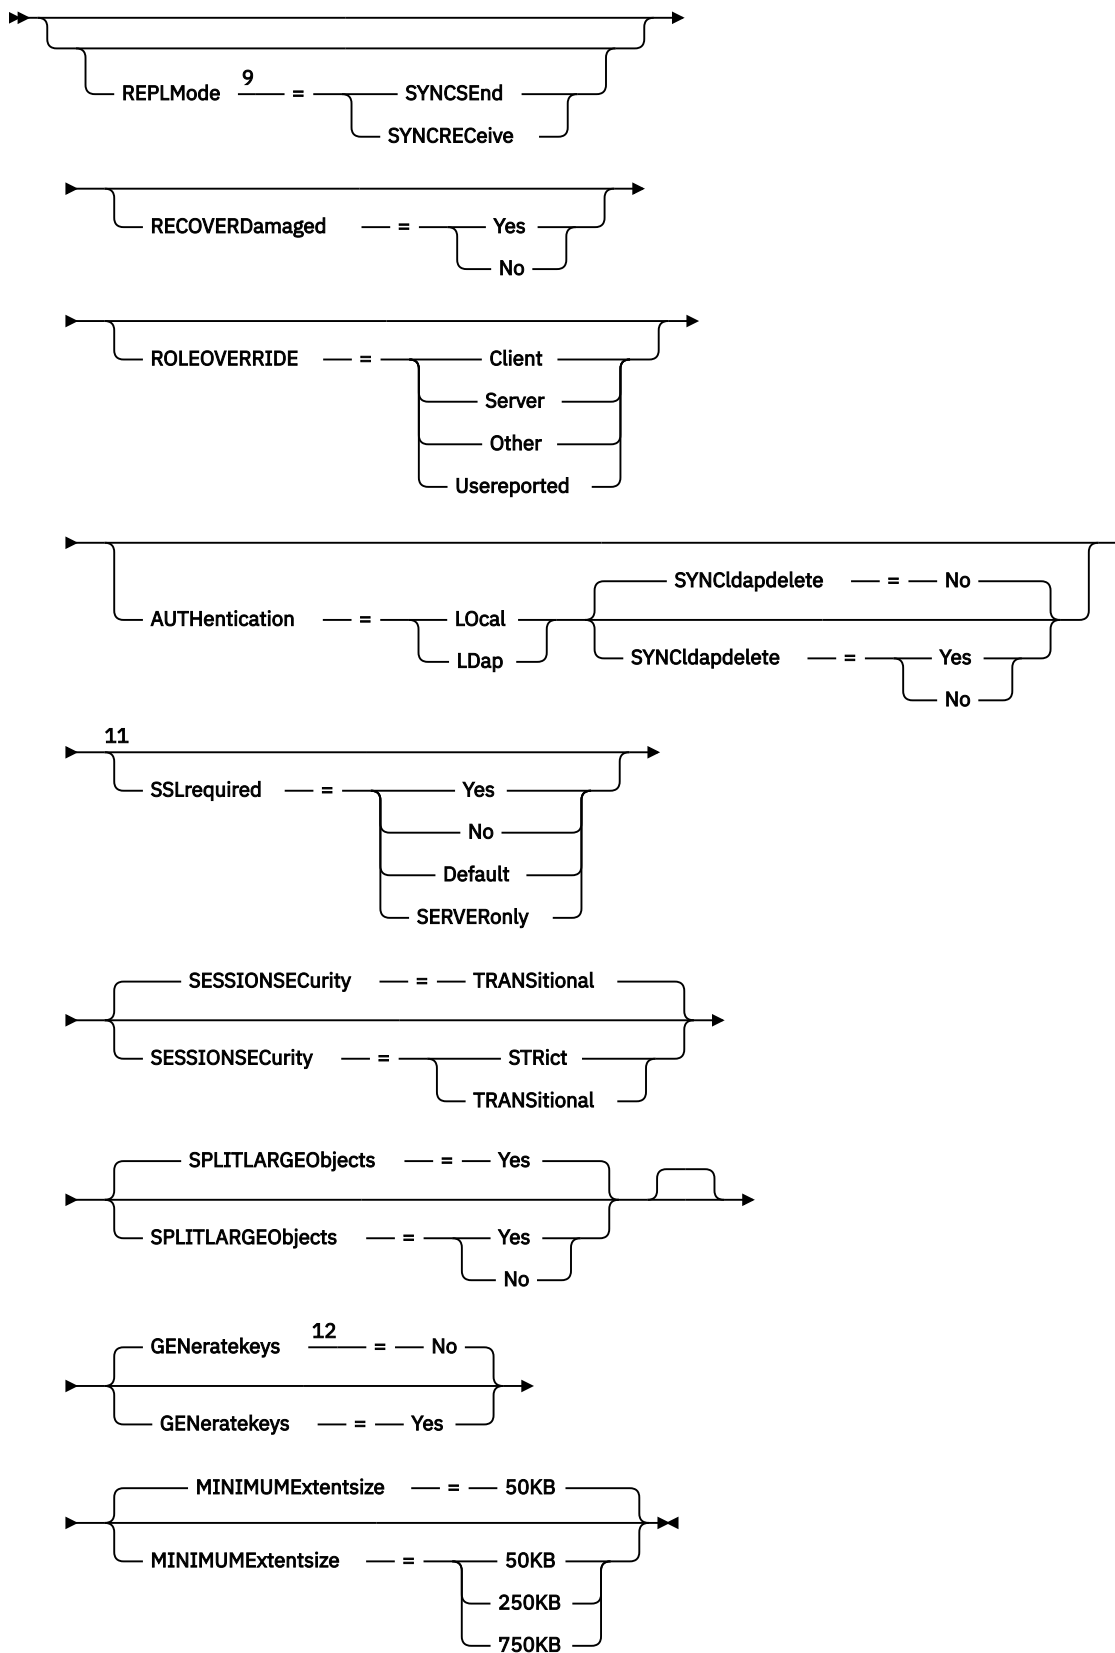 9
REPLMode = SYNCSEnd
SYNCRECeive
RECOVERDamaged = Yes
No
ROLEOVERRIDE = Client
Server
Other
Usereported
SYNCldapdelete = No
AUTHentication = LOcal
LDap
SYNCldapdelete = Yes
No
11
SSLrequired = Yes
No
Default
SERVERonly
SESSIONSECurity = TRANSitional
SESSIONSECurity = STRict
TRANSitional
SPLITLARGEObjects = Yes
SPLITLARGEObjects = Yes
No
12
GENeratekeys = No
GENeratekeys = Yes
MINIMUMExtentsize = 50KB
MINIMUMExtentsize = 50KB
250KB
750KB